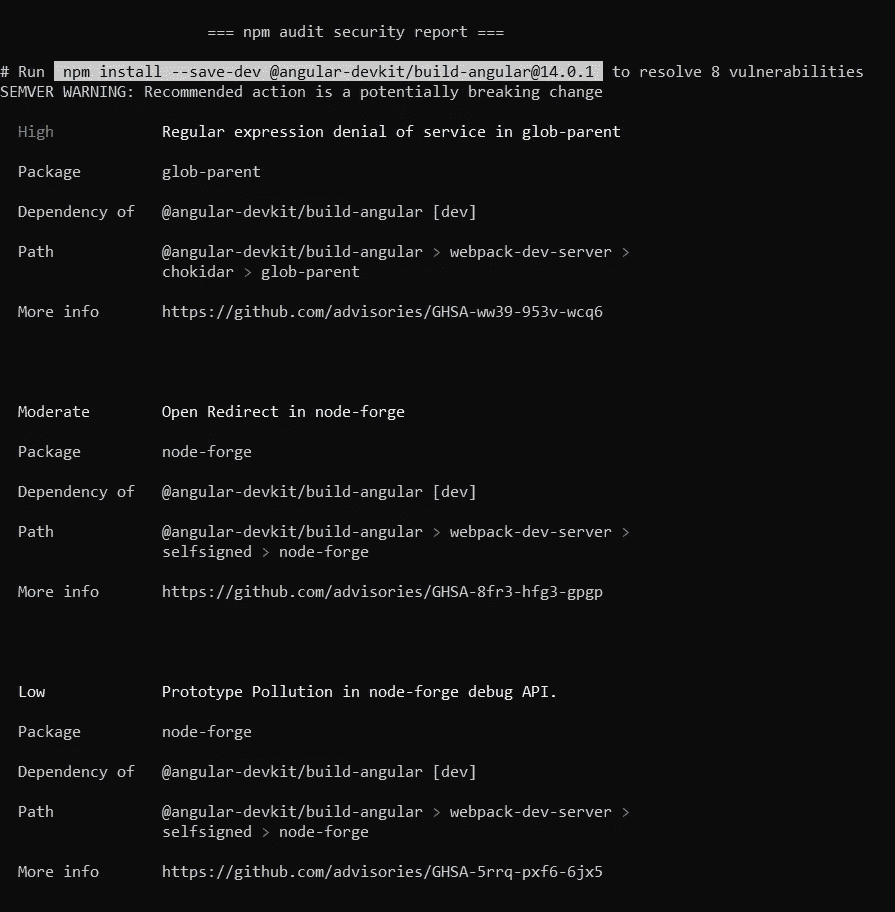 === npm audit security report ===
# Run npm install --save-dev @angular-devkit/build-angular@14.0.1 to resolve 8 vulnerabilities
SEMVER WARNING: Recommended action is a potentially breaking change
High Regular expression denial of service in glob-parent
Package glob-parent
Dependency of @angular-devkit/build-angular [dev]
Path @angular-devkit/build-angular > webpack-dev-server >
chokidar > glob-parent
More info https://github.com/advisories/GHSA-ww39-953v-wcq6
Moderate Open Redirect in node-forge
Package node-forge
Dependency of @angular-devkit/build-angular [dev]
Path @angular-devkit/build-angular > webpack-dev-server >
selfsigned > node-forge
More info https://github.com/advisories/GHSA-8fr3-hfg3-gpgp
Low Prototype Pollution in node-forge debug API.
Package node-forge
Dependency of @angular-devkit/build-angular [dev]
Path @angular-devkit/build-angular > webpack-dev-server >
selfsigned > node-forge
More info https://github.com/advisories/GHSA-5rrq-pxf6-6jx5